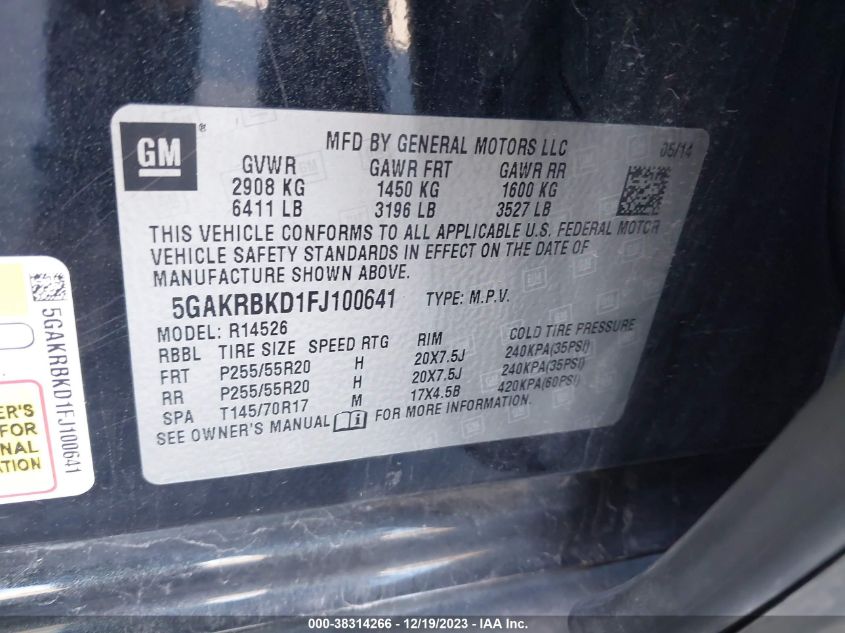 GM ®
MFD BY GENERAL MOTORS LLC 05/14
GVWR GAWR FRT GAWR RR
2908 KG 1450 KG 1600 KG
6411 LB 3196 LB 3527 LB
THIS VEHICLE CONFORMS TO ALL APPLICABLE U.S. FEDERAL MOTOR
VEHICLE SAFETY STANDARDS IN EFFECT ON THE DATE OF
MANUFACTURE SHOWN ABOVE.
5GAKRBKD1FJ100641 TYPE: M.P.V.
MODEL: R14526
RBBL TIRE SIZE SPEED RTG RIM COLD TIRE PRESSURE
FRT P255/55R20 H 20X7.5J 240KPA(35PSI)
RR P255/55R20 H 20X7.5J 240KPA(35PSI)
SPA T145/70R17 M 17X4.5B 420KPA(60PSI)
SEE OWNER'S MANUAL i FOR MORE INFORMATION.
5GAKRBKD1FJ100641
ER'S
FOR
NAL
ATION
000-38314266 - 12/19/2023 - IAA Inc.